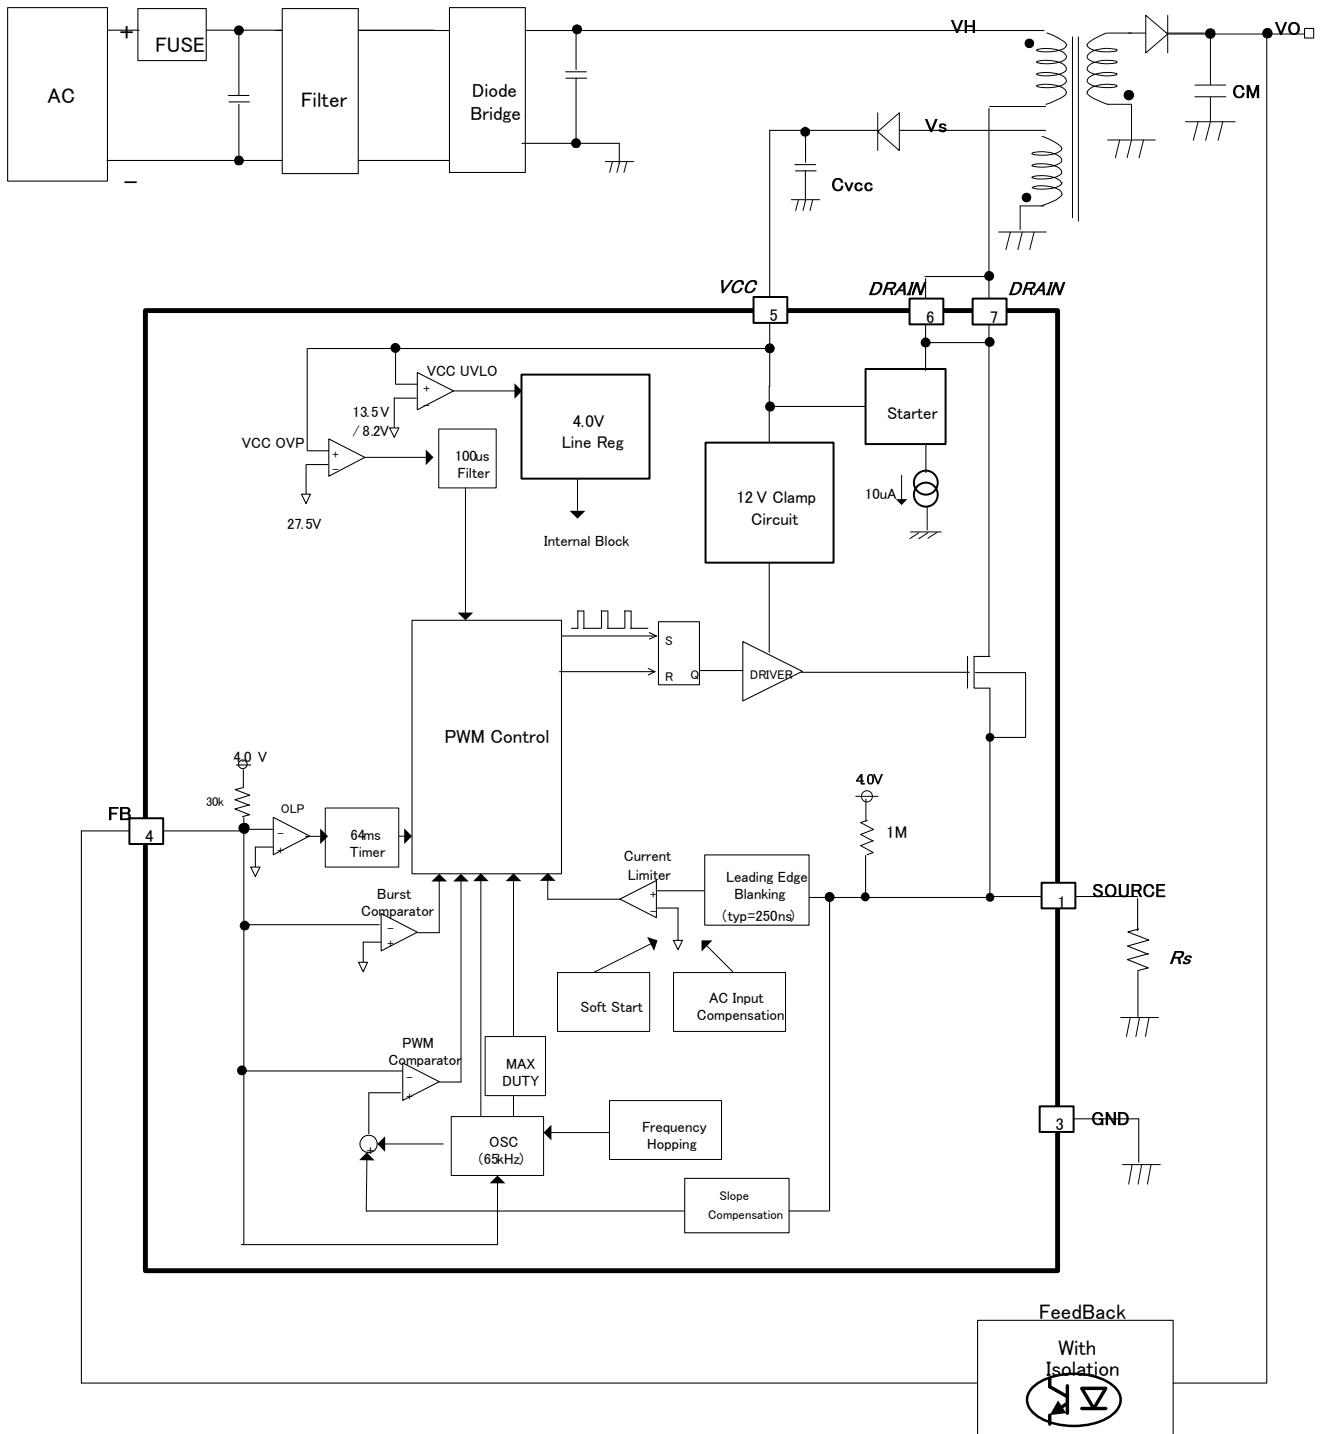 AC
+
−
FUSE
Filter
Diode
Bridge
VH
VO
CM
Vs
Cvcc
VCC
5
DRAIN
6
DRAIN
7
VCC UVLO
+
−
13.5V
/ 8.2V
VCC OVP
+
−
27.5V
100us
Filter
4.0V
Line Reg
Internal Block
12 V Clamp
Circuit
Starter
10uA
PWM Control
S
R
Q
DRIVER
4.0 V
30k
FB
4
OLP
−
+
64ms
Timer
Burst
Comparator
−
+
Current
Limiter
+
−
Leading Edge
Blanking
(typ=250ns)
4.0V
1M
1
SOURCE
Rs
Soft Start
AC Input
Compensation
PWM
Comparator
−
+
MAX
DUTY
+
OSC
(65kHz)
Frequency
Hopping
3
GND
Slope
Compensation
FeedBack
With
Isolation